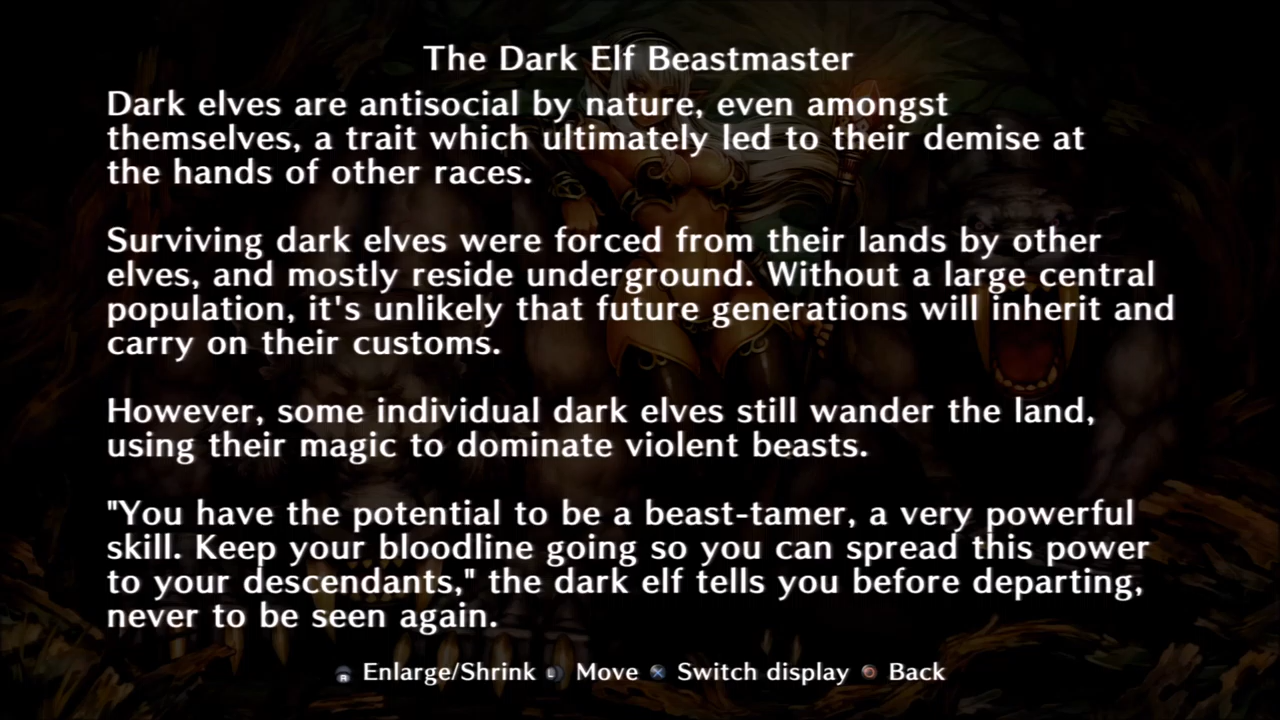 The Dark Elf Beastmaster
Dark elves are antisocial by nature, even amongst
themselves, a trait which ultimately led to their demise at
the hands of other races.
Surviving dark elves were forced from their lands by other
elves, and mostly reside underground. Without a large central
population, it's unlikely that future generations will inherit and
carry on their customs.
However, some individual dark elves still wander the land,
using their magic to dominate violent beasts.
"You have the potential to be a beast-tamer, a very powerful
skill. Keep your bloodline going so you can spread this power
to your descendants," the dark elf tells you before departing,
never to be seen again.
R Enlarge/Shrink L Move Switch display Back